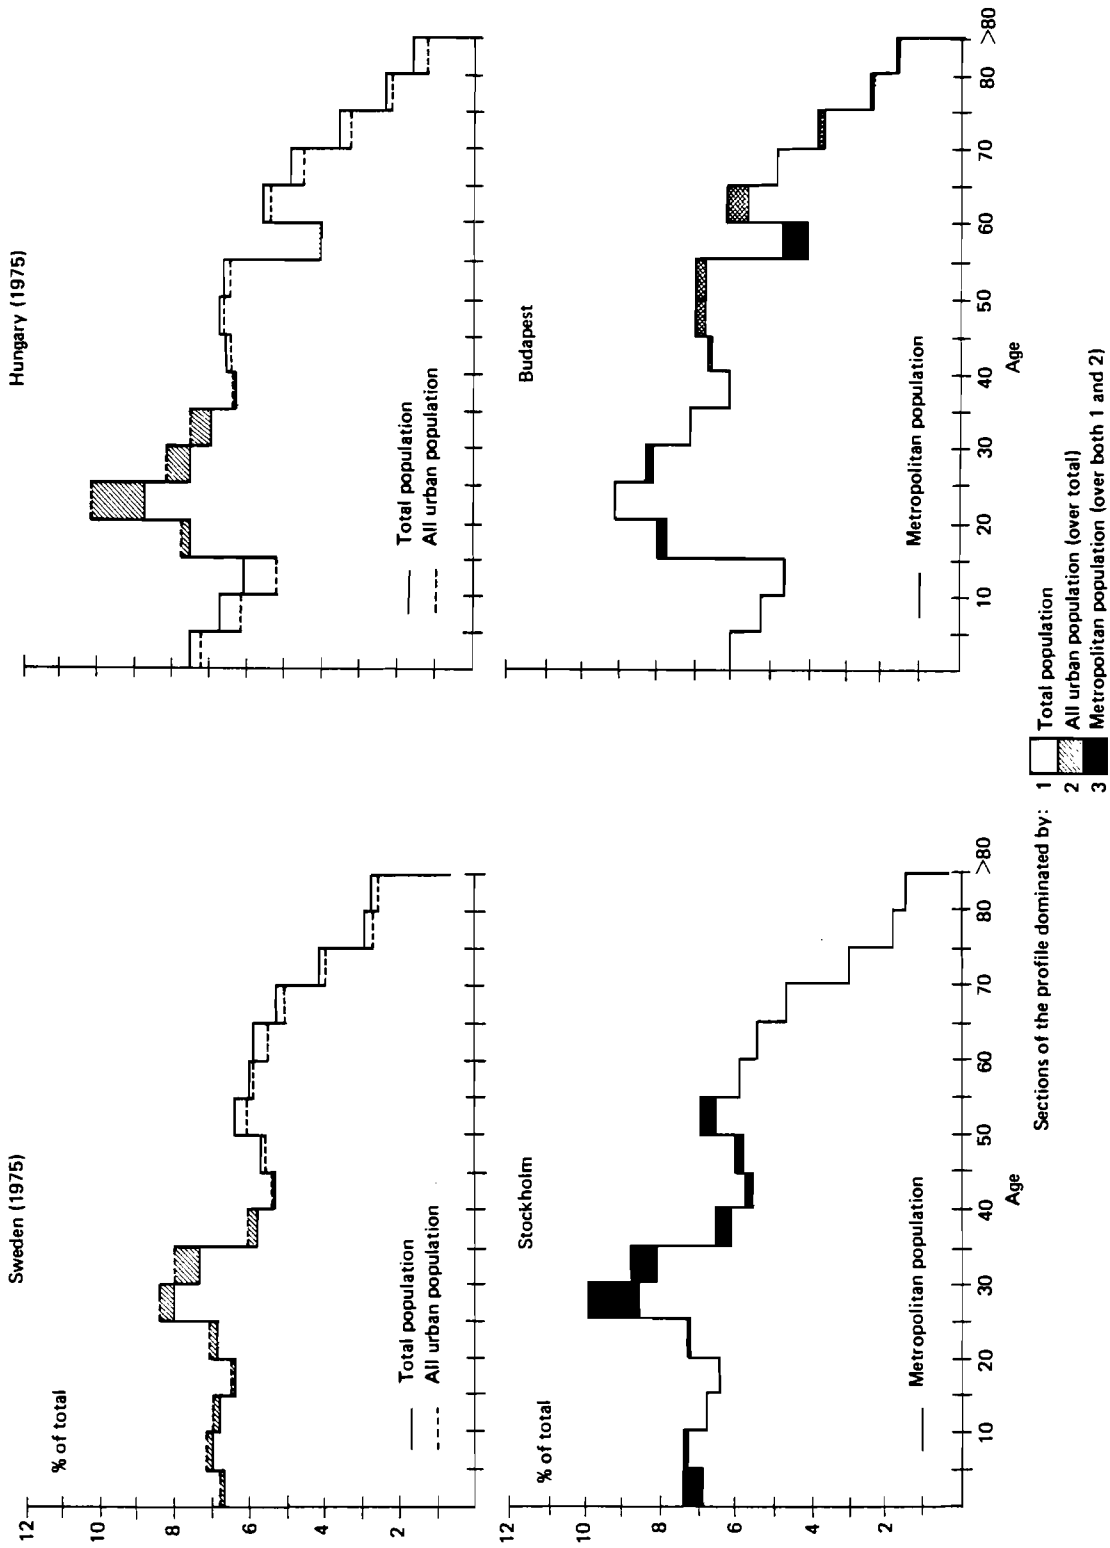 Sweden (1975)
% of total
12
10
8
6
4
2
Total population
All urban population
Hungary (1975)
Total population
All urban population
Stockholm
% of total
12
10
8
6
4
2
Metropolitan population
10
20
30
40
50
60
70
80
>80
Age
Budapest
Metropolitan population
10
20
30
40
50
60
70
80
>80
Age
Sections of the profile dominated by:
1 Total population
2 All urban population (over total)
3 Metropolitan population (over both 1 and 2)